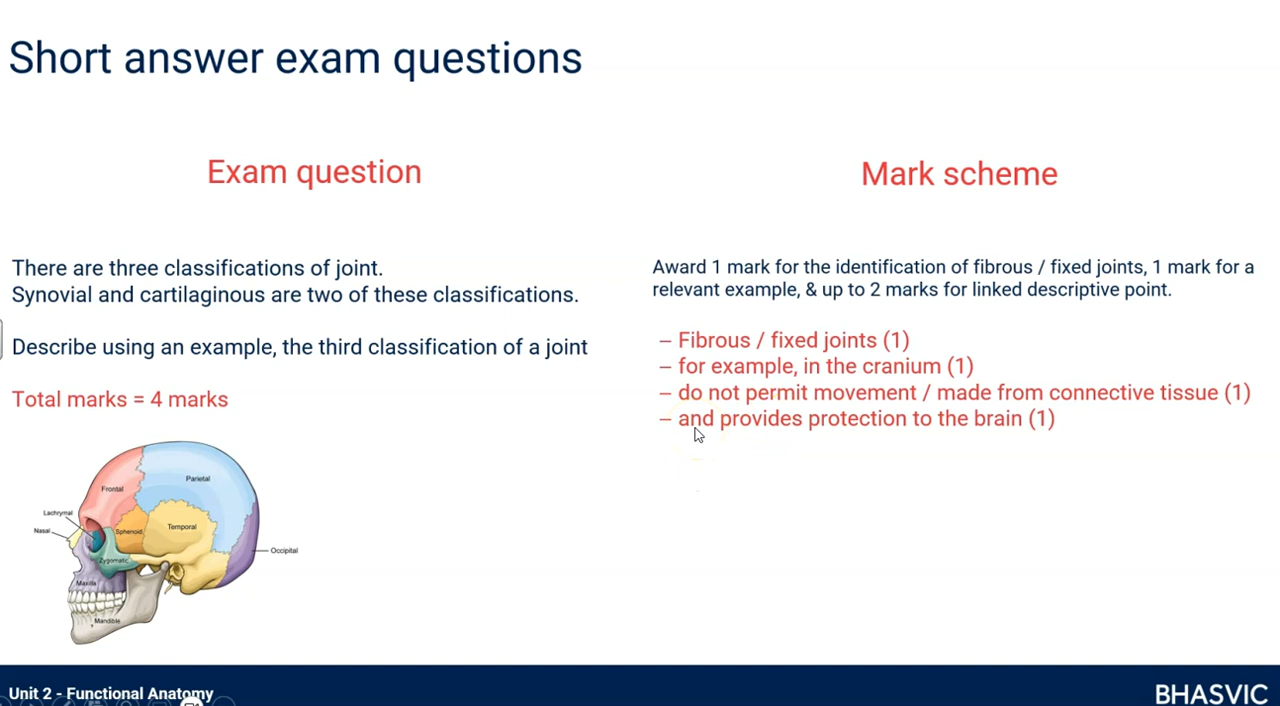 Short answer exam questions
Exam question
There are three classifications of joint.
Synovial and cartilaginous are two of these classifications.
Describe using an example, the third classification of a joint
Total marks = 4 marks
Frontal
Parietal
Lachrymal
Nasal
Sphenoid
Temporal
Occipital
Zygomatic
Maxilla
Mandible
Mark scheme
Award 1 mark for the identification of fibrous / fixed joints, 1 mark for a
relevant example, & up to 2 marks for linked descriptive point.
– Fibrous / fixed joints (1)
– for example, in the cranium (1)
– do not permit movement / made from connective tissue (1)
– and provides protection to the brain (1)
Unit 2 - Functional Anatomy
BHASVIC